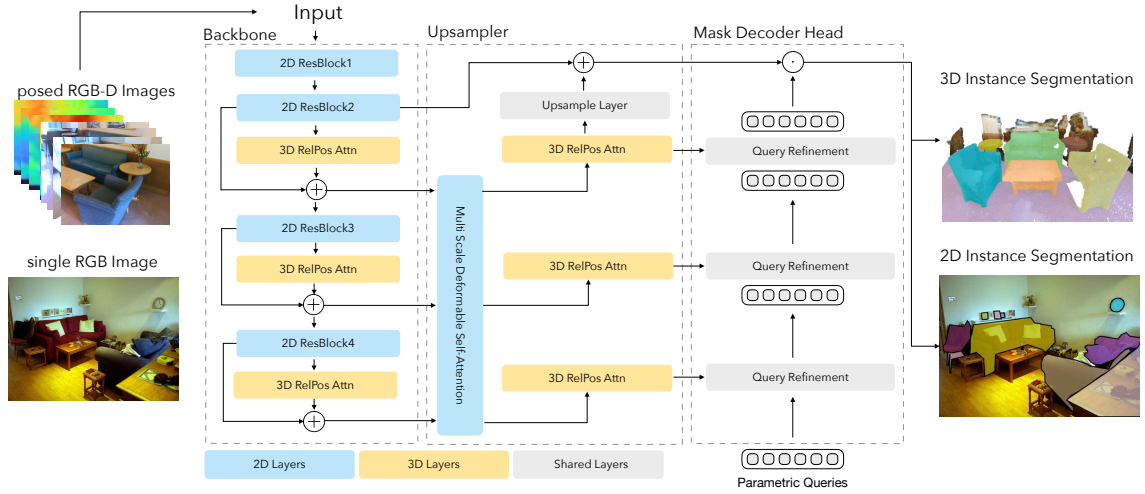 Input
Backbone
Upsampler
Mask Decoder Head
2D ResBlock1
posed RGB-D Images
2D ResBlock2
3D RelPos Attn
2D ResBlock3
3D RelPos Attn
2D ResBlock4
3D RelPos Attn
single RGB Image
Multi Scale Deformable Self-Attention
Upsample Layer
3D RelPos Attn
3D RelPos Attn
3D RelPos Attn
Query Refinement
Query Refinement
Query Refinement
Parametric Queries
3D Instance Segmentation
2D Instance Segmentation
2D Layers
3D Layers
Shared Layers